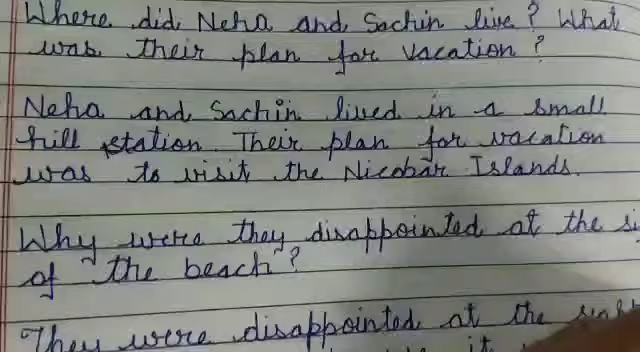 Where did Neha and Sachin live? What
was their plan for vacation?
Neha and Sachin lived in a small
hill station. Their plan for vacation
was to visit the Nicobar Islands.
Why were they disappointed at the
of the beach?
They were disappointed at the
it